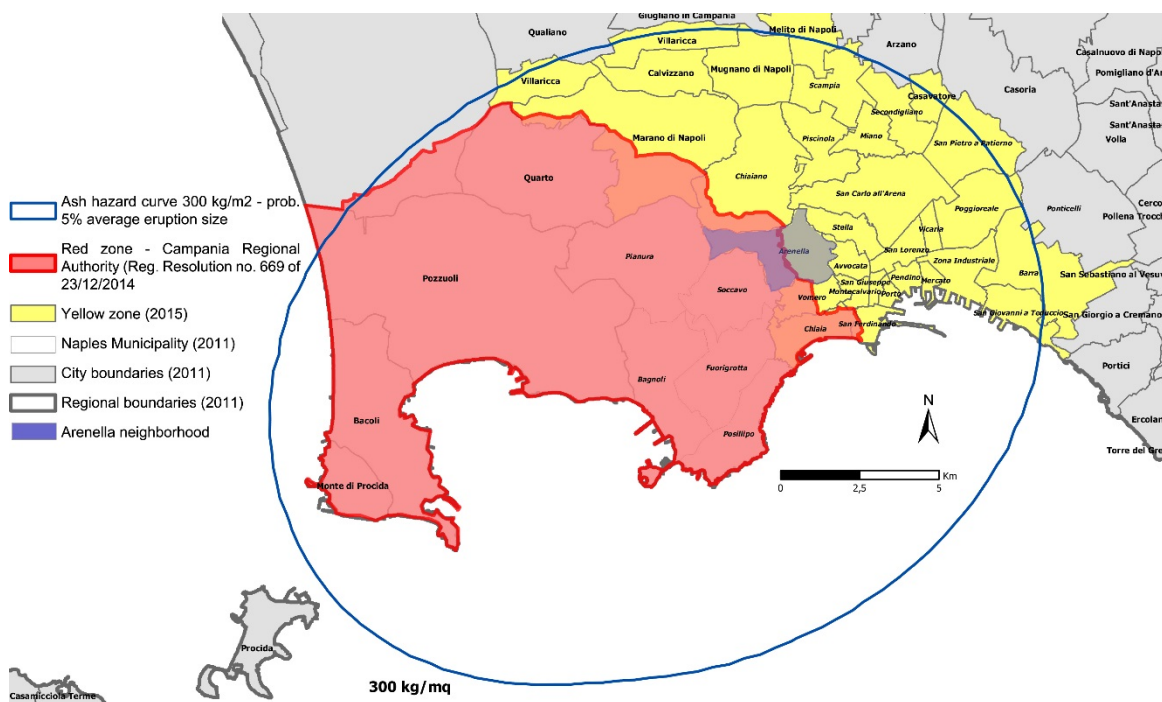 Giugliano in Campania
Melito di Napoli
Qualiano
Villaricca
Arzano
Casalnuovo di Napo
Mugnano di Napoli
Calvizzano
Pomigliano d'Ar
Villaricca
Scampia
Casavatore
Casoria
Sant'Anasta
Secondigliano
Sant'Anasta
Marano di Napoli
Piscinola
Miano
Volla
San Pietro a Patierno
Quarto
Chiaiano
San Carlo all'Arena
Poggioreale
Ponticelli
Cerco
Pollena Trocch
Stella
Vicaria
Arenella
San Lorenzo
Pianura
Zona Industriale
Avvocata
Barra
San Sebastiano al Vesuv
Pozzuoli
San Giuseppe
Pendino
Mercato
Soccavo
Vomero
Montecalvario
Porto
San Giovanni a Teduccio
San Giorgio a Cremano
Chiaia
San Ferdinando
Portici
Fuorigrotta
Bagnoli
Bacoli
Ercolan
Posillipo
Torre del Gre
Monte di Procida
Procida
Casamicciola Terme
300 kg/mq
N
Km
0
2,5
5
Ash hazard curve 300 kg/m2 - prob.
5% average eruption size
Red zone - Campania Regional
Authority (Reg. Resolution no. 669 of
23/12/2014
Yellow zone (2015)
Naples Municipality (2011)
City boundaries (2011)
Regional boundaries (2011)
Arenella neighborhood